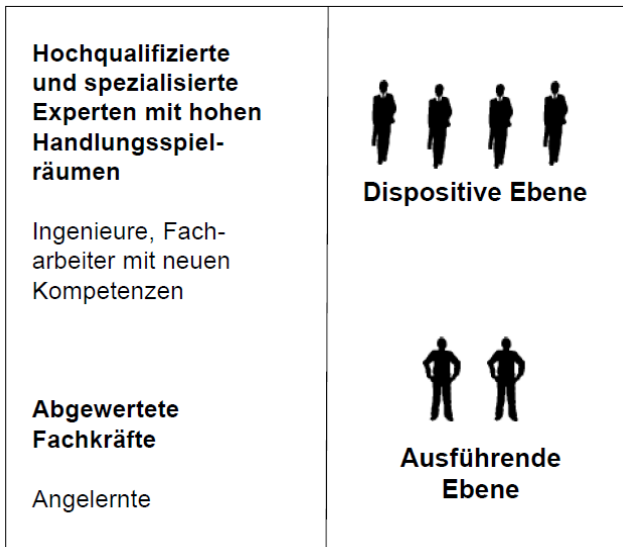 Hochqualifizierte
und spezialisierte
Experten mit hohen
Handlungsspiel-
räumen
Ingenieure, Fach-
arbeiter mit neuen
Kompetenzen
Dispositive Ebene
Abgewertete
Fachkräfte
Angelernte
Ausführende
Ebene